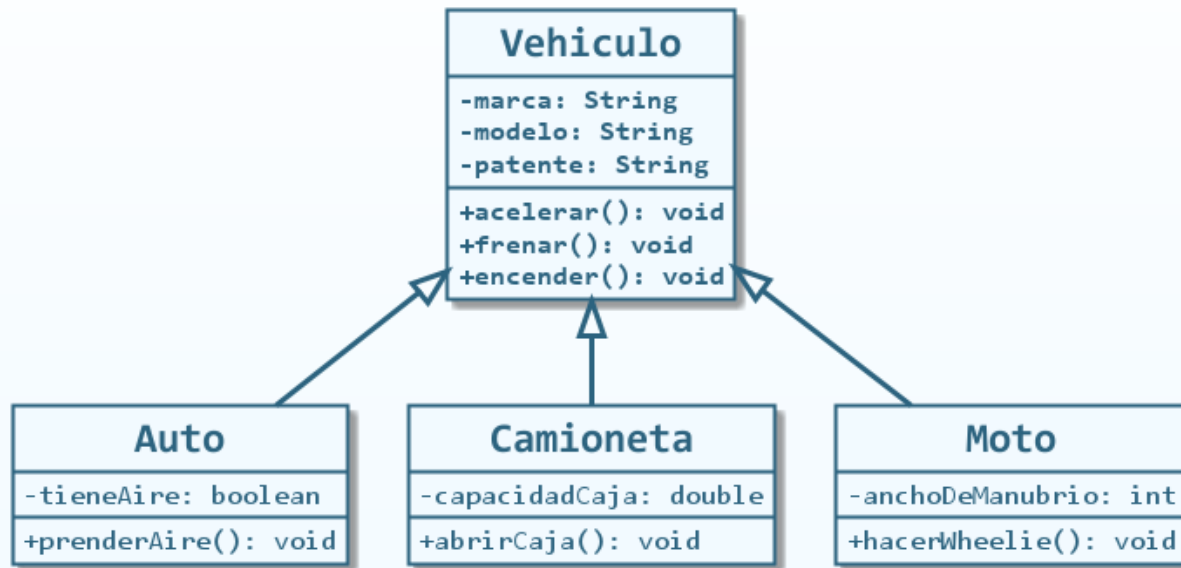 Vehiculo
-marca: String
-modelo: String
-patente: String
+acelerar(): void
+frenar(): void
+encender(): void
Auto
-tieneAire: boolean
+prenderAire(): void
Camioneta
-capacidadCaja: double
+abrirCaja(): void
Moto
-anchoDeManubrio: int
+hacerWheelie(): void